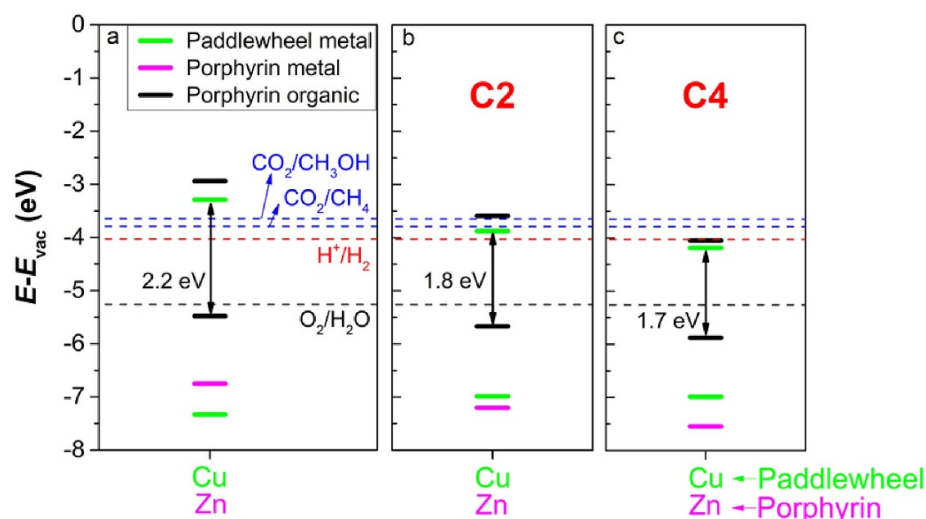 0
-1
-2
-3
-4
-5
-6
-7
-8
E-E_vac (eV)
a
Paddlewheel metal
Porphyrin metal
Porphyrin organic
CO₂/CH₃OH
CO₂/CH₄
H⁺/H₂
2.2 eV
O₂/H₂O
Cu
Zn
b
C2
1.8 eV
Cu
Zn
c
C4
1.7 eV
Cu
Paddlewheel
Zn
Porphyrin